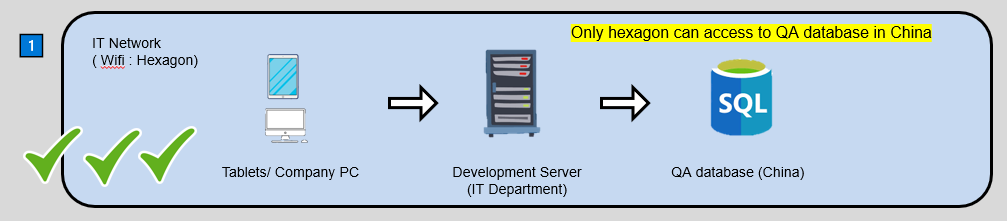 1
Only hexagon can access to QA database in China
IT Network
( Wifi : Hexagon)
SQL
Tablets/ Company PC
Development Server
(IT Department)
QA database (China)